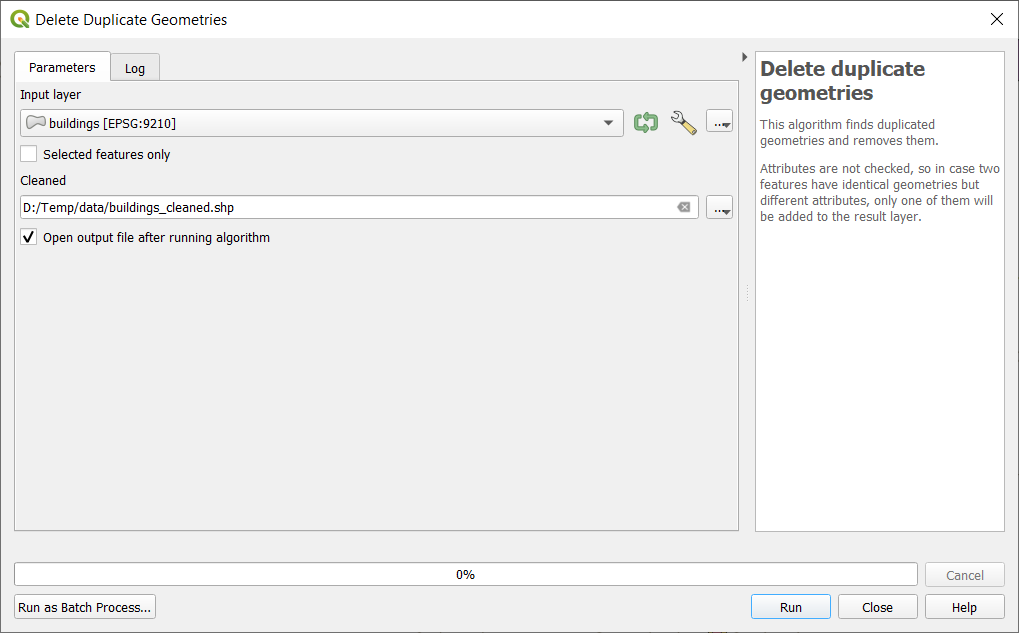 Delete Duplicate Geometries
Parameters
Log
Input layer
buildings [EPSG:9210]
...
Selected features only
Cleaned
D:/Temp/data/buildings_cleaned.shp
...
Open output file after running algorithm
Delete duplicate
geometries
This algorithm finds duplicated
geometries and removes them.
Attributes are not checked, so in case two
features have identical geometries but
different attributes, only one of them will
be added to the result layer.
0%
Cancel
Run as Batch Process...
Run
Close
Help